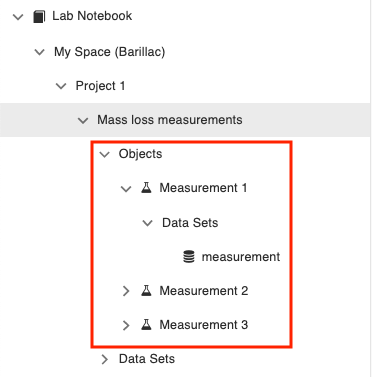 Lab Notebook
My Space (Barillac)
Project 1
Mass loss measurements
Objects
Measurement 1
Data Sets
measurement
Measurement 2
Measurement 3
Data Sets